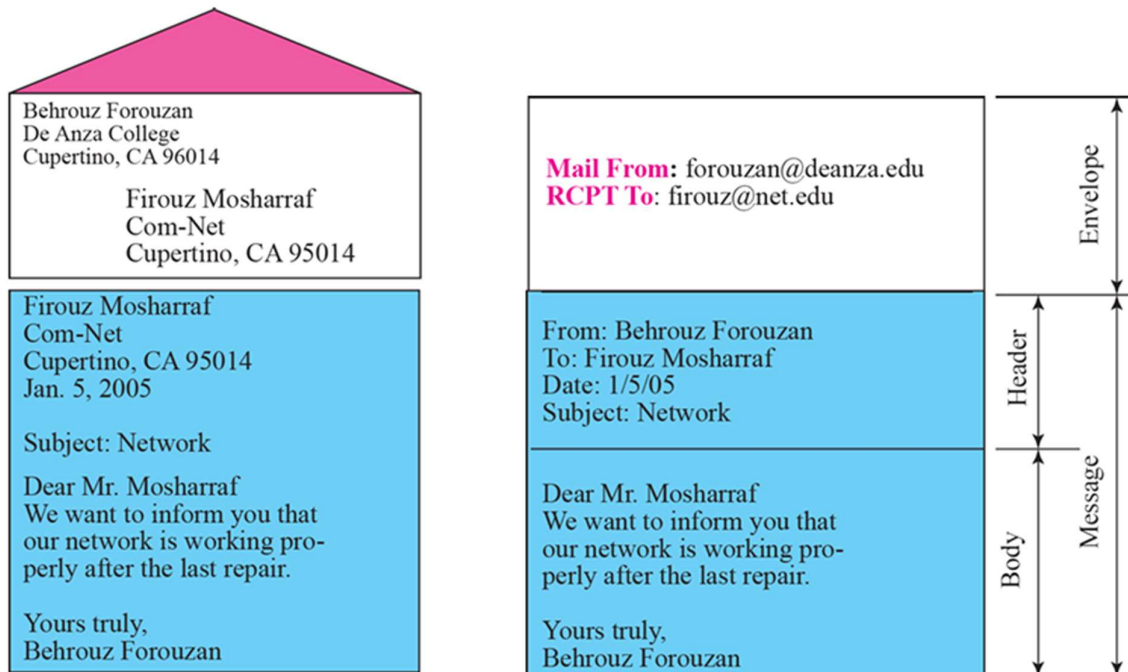 Behrouz Forouzan
De Anza College
Cupertino, CA 96014
Firouz Mosharraf
Com-Net
Cupertino, CA 95014
Firouz Mosharraf
Com-Net
Cupertino, CA 95014
Jan. 5, 2005
Subject: Network
Dear Mr. Mosharraf
We want to inform you that
our network is working pro-
perly after the last repair.
Yours truly,
Behrouz Forouzan
Mail From: forouzan@deanza.edu
RCPT To: firouz@net.edu
From: Behrouz Forouzan
To: Firouz Mosharraf
Date: 1/5/05
Subject: Network
Dear Mr. Mosharraf
We want to inform you that
our network is working pro-
perly after the last repair.
Yours truly,
Behrouz Forouzan
Envelope
Header
Body
Message